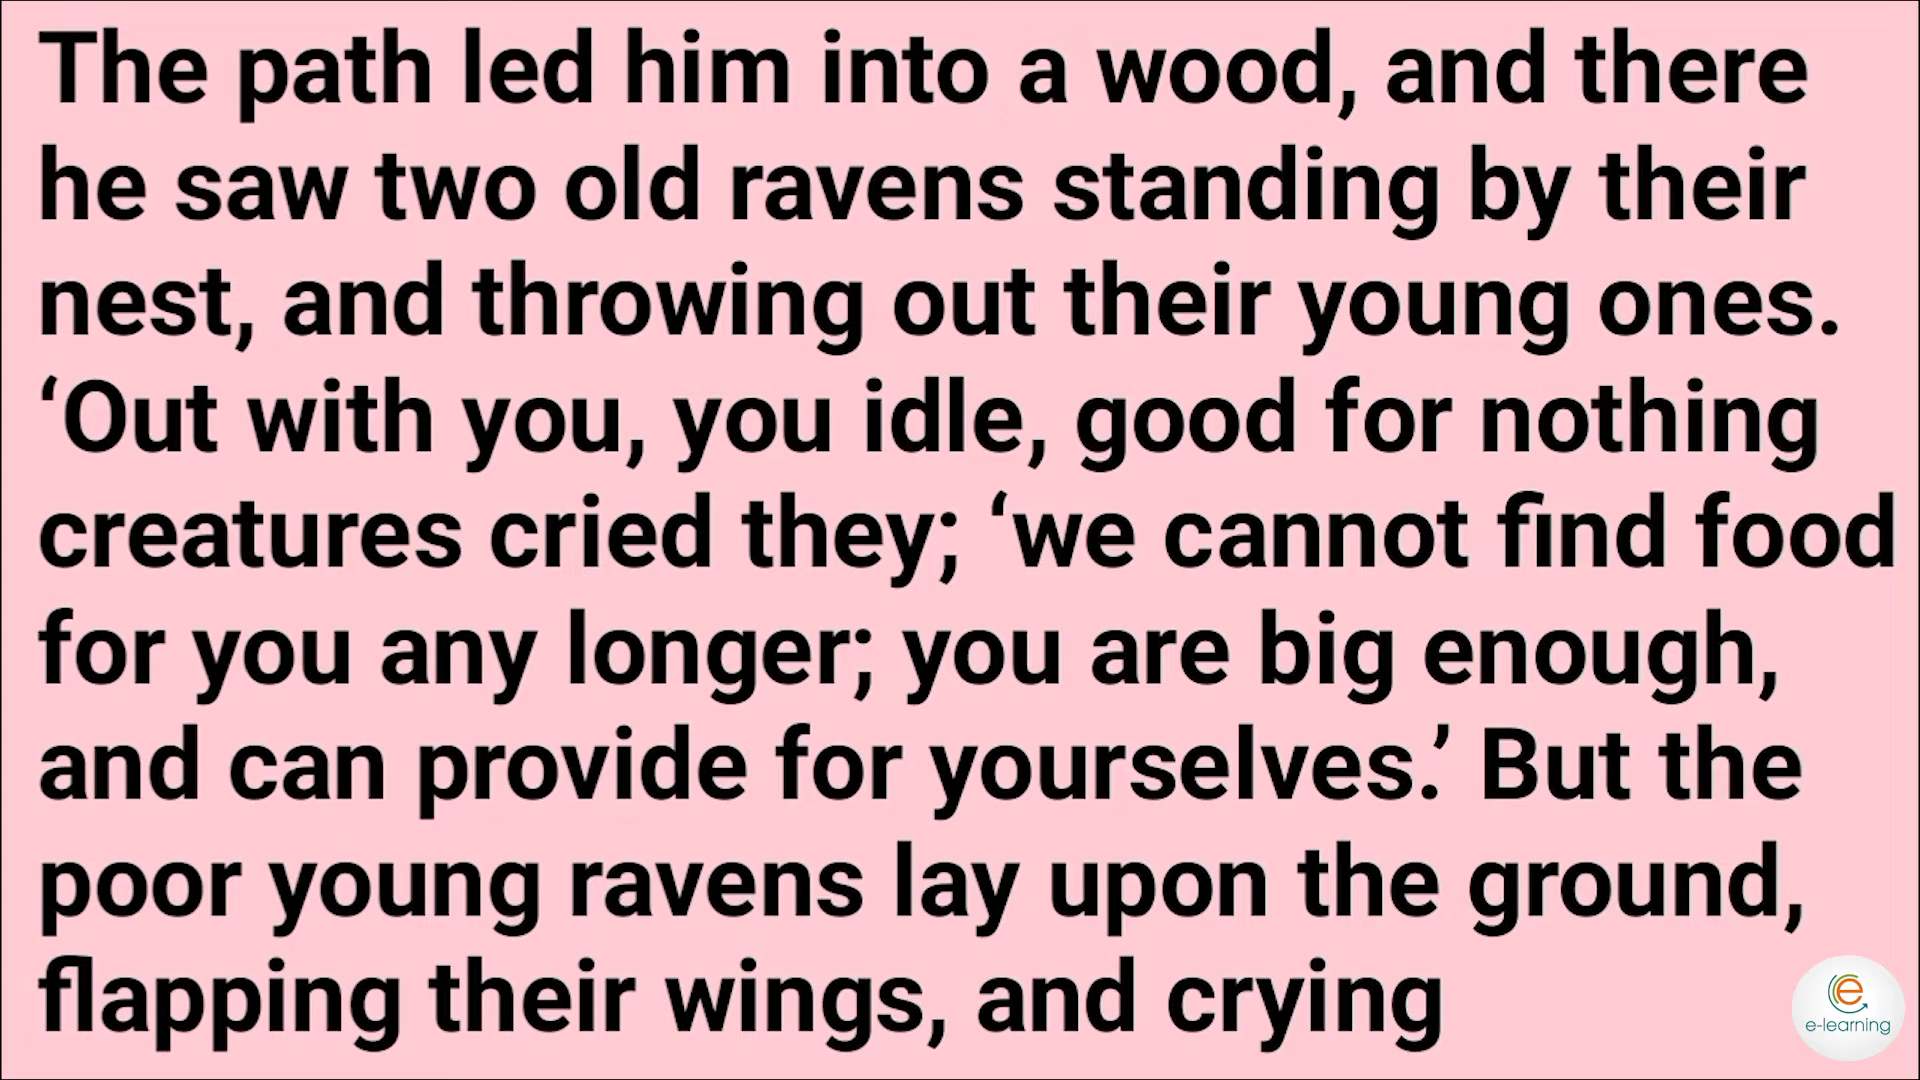 The path led him into a wood, and there
he saw two old ravens standing by their
nest, and throwing out their young ones.
‘Out with you, you idle, good for nothing
creatures cried they; ‘we cannot find food
for you any longer; you are big enough,
and can provide for yourselves.’ But the
poor young ravens lay upon the ground,
flapping their wings, and crying
e
e-learning